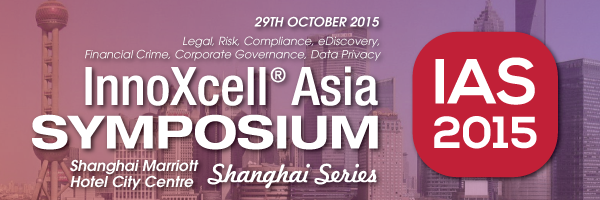 29TH OCTOBER 2015
Legal, Risk, Compliance, eDiscovery,
Financial Crime, Corporate Governance, Data Privacy
InnoXcell® Asia
SYMPOSIUM
Shanghai Marriott
Hotel City Centre
Shanghai Series
IAS
2015